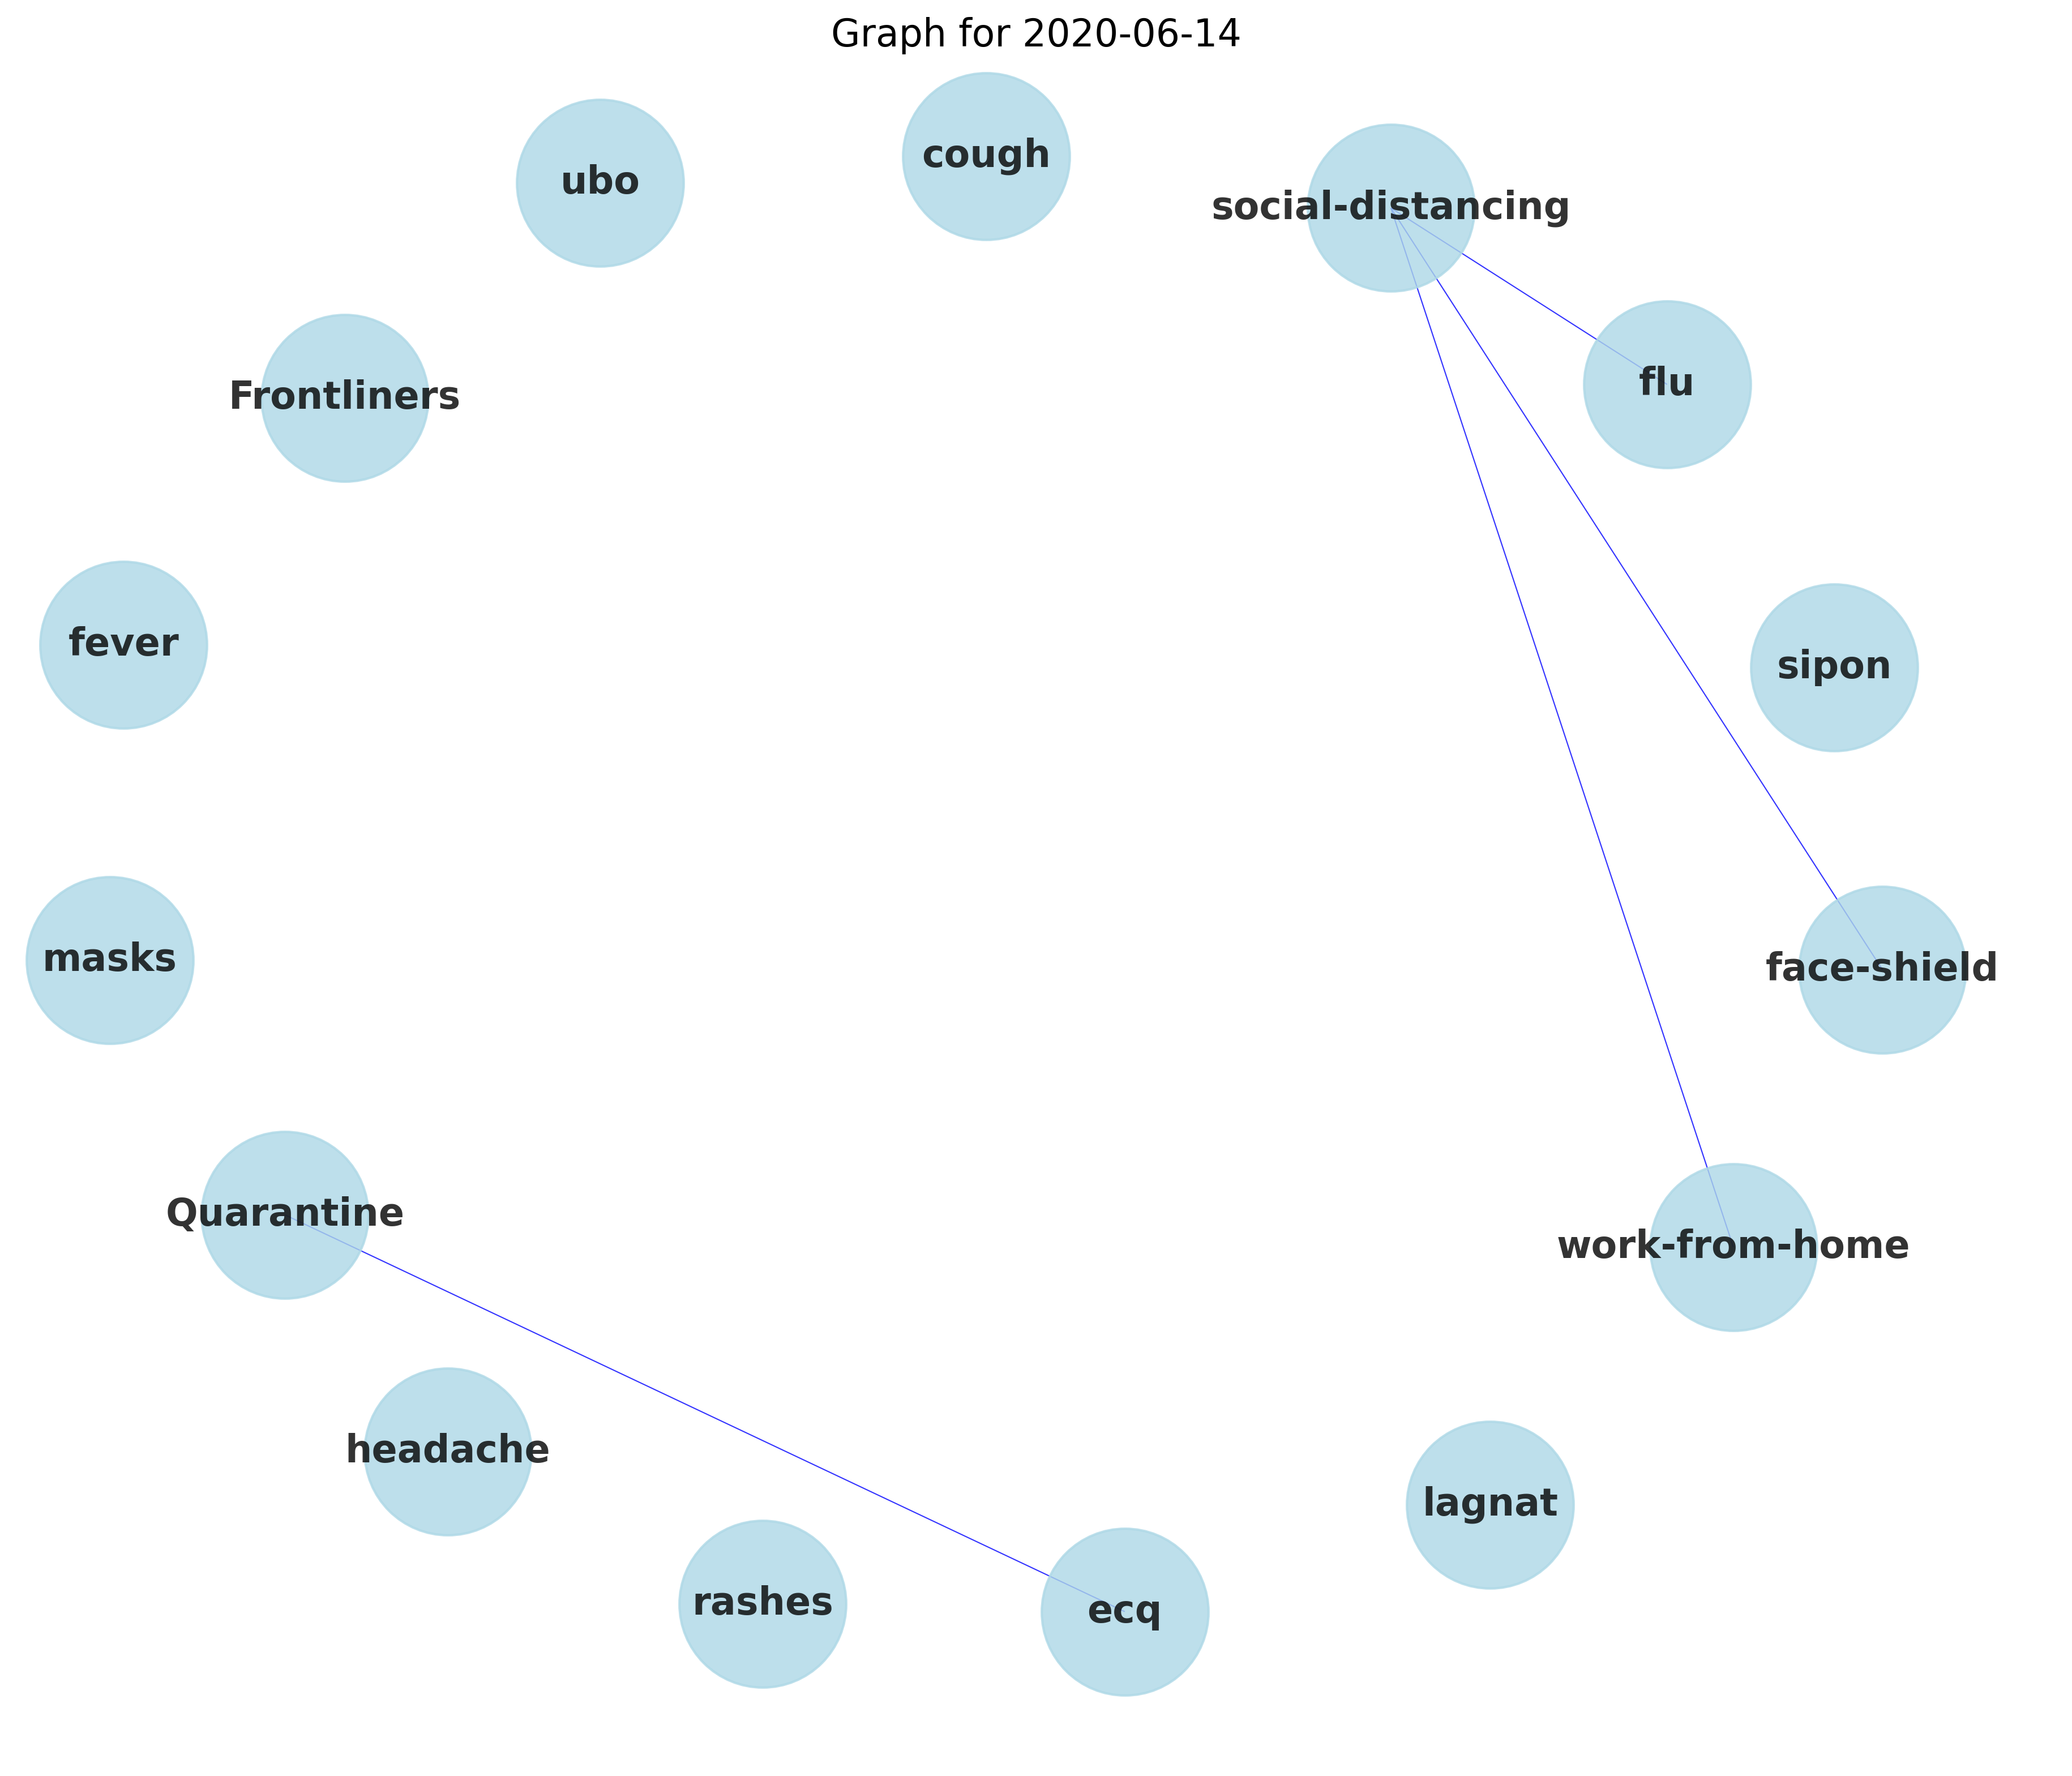 Graph for 2020-06-14
cough
ubo
social-distancing
flu
Frontliners
fever
sipon
masks
face-shield
Quarantine
work-from-home
headache
lagnat
rashes
ecq